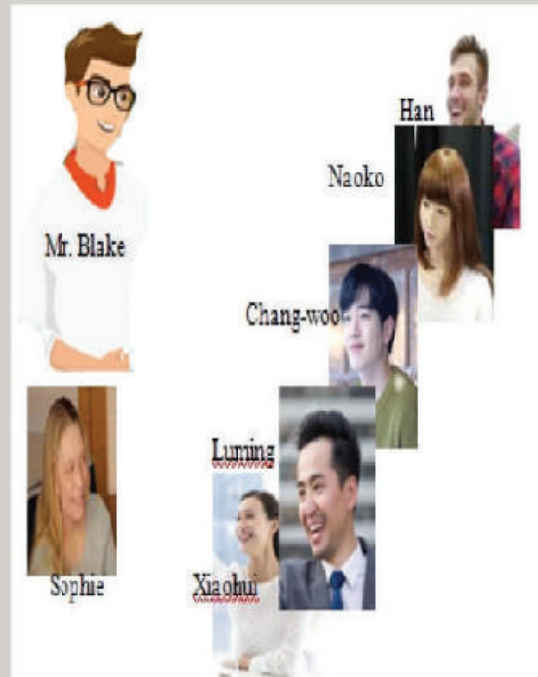 Han
Naoko
Mr. Blake
Chang-woo
Luming
Sophie
Xiaohui